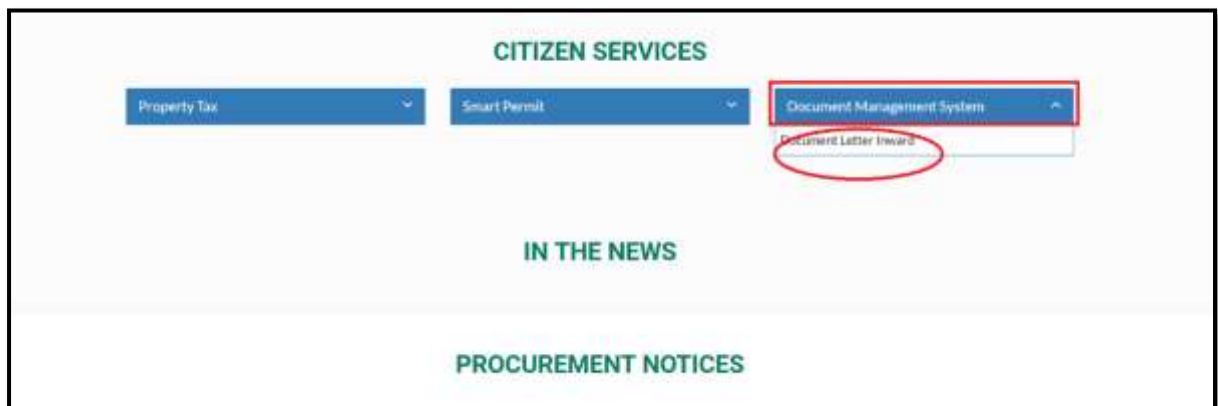 CITIZEN SERVICES
Property Tax
Smart Permit
Document Management System
Document Letter Inward
IN THE NEWS
PROCUREMENT NOTICES